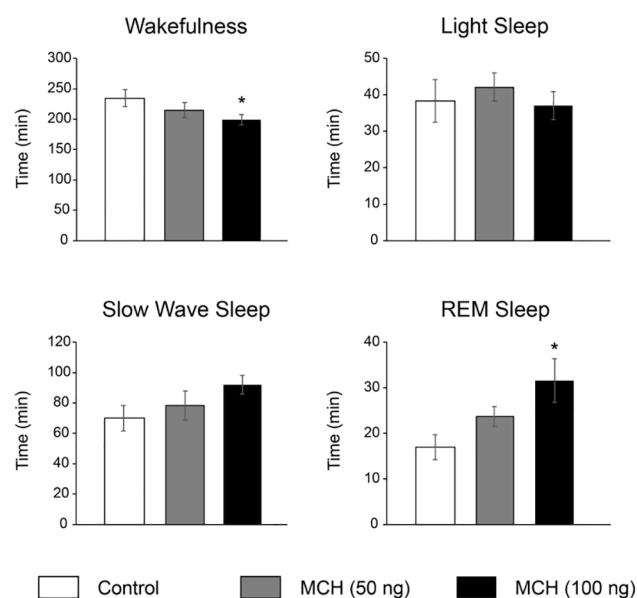 Wakefulness
Time (min)
300
250
200
150
100
50
0
*
Light Sleep
Time (min)
50
40
30
20
10
0
Slow Wave Sleep
Time (min)
120
100
80
60
40
20
0
REM Sleep
Time (min)
40
30
20
10
0
*
Control
MCH (50 ng)
MCH (100 ng)